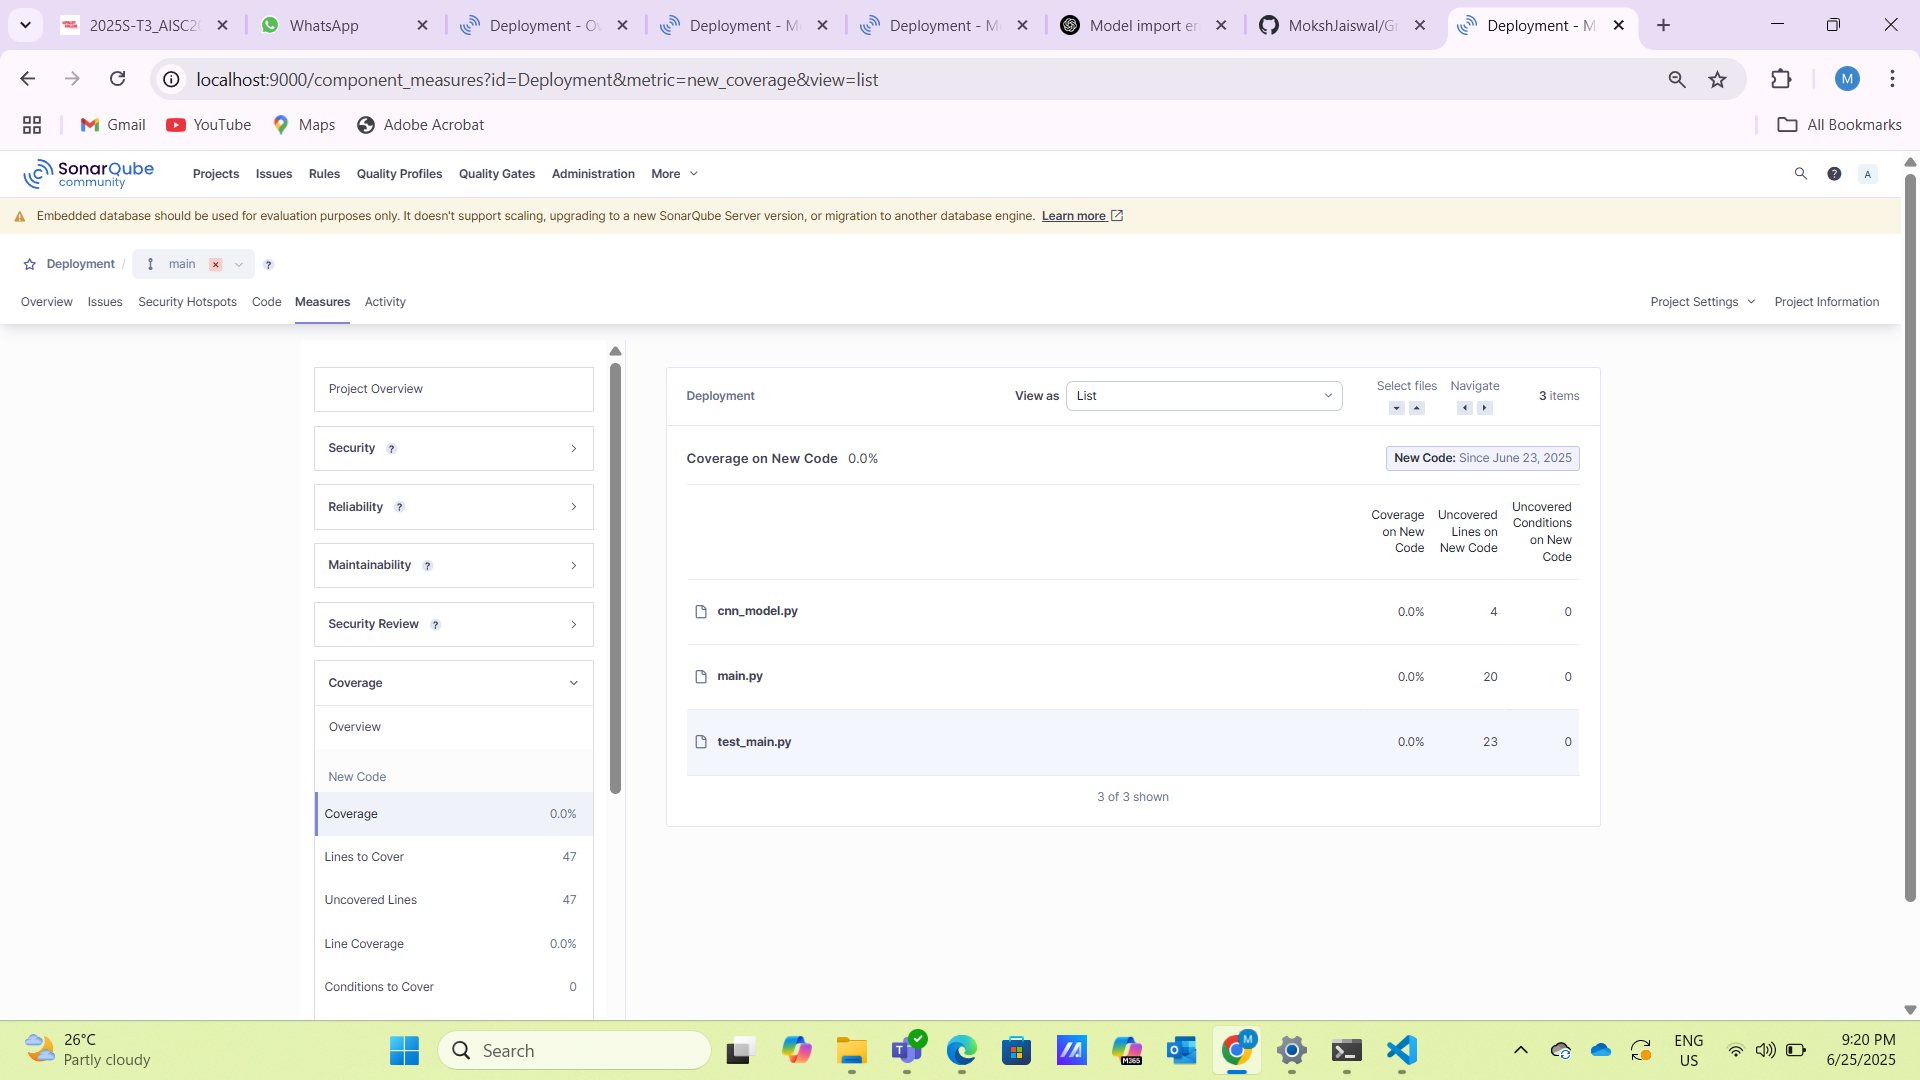 2025S-T3_AISC20
WhatsApp
Deployment - Ov
Deployment - Me
Deployment - Me
Model import er
MokshJaiswal/Gr
Deployment - M
localhost:9000/component_measures?id=Deployment&metric=new_coverage&view=list
M
Gmail
YouTube
Maps
Adobe Acrobat
All Bookmarks
SonarQube
community
Projects
Issues
Rules
Quality Profiles
Quality Gates
Administration
More
?
A
Embedded database should be used for evaluation purposes only. It doesn't support scaling, upgrading to a new SonarQube Server version, or migration to another database engine. Learn more
Deployment / main ?
Overview
Issues
Security Hotspots
Code
Measures
Activity
Project Settings
Project Information
Project Overview
Security ?
Reliability ?
Maintainability ?
Security Review ?
Coverage
Overview
New Code
Coverage 0.0%
Lines to Cover 47
Uncovered Lines 47
Line Coverage 0.0%
Conditions to Cover 0
Deployment
View as List
Select files
Navigate
3 items
Coverage on New Code 0.0%
New Code: Since June 23, 2025
Coverage on New Code
Uncovered Lines on New Code
Uncovered Conditions on New Code
cnn_model.py 0.0% 4 0
main.py 0.0% 20 0
test_main.py 0.0% 23 0
3 of 3 shown
26°C
Partly cloudy
Search
M365
M
ENG
US
9:20 PM
6/25/2025